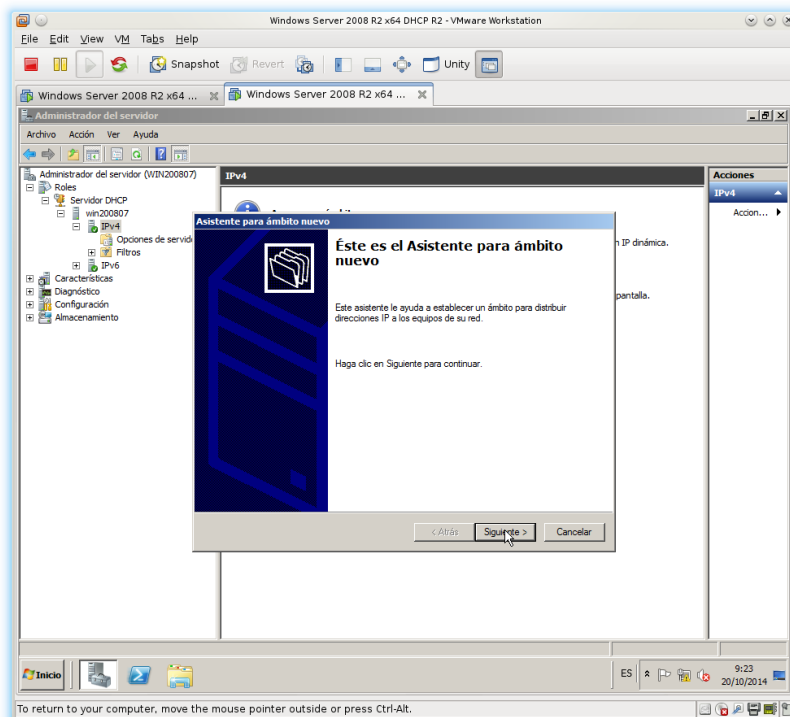 Windows Server 2008 R2 x64 DHCP R2 - VMware Workstation
File Edit View VM Tabs Help
Snapshot Revert Unity
Windows Server 2008 R2 x64 ... Windows Server 2008 R2 x64 ...
Administrador del servidor
Archivo Acción Ver Ayuda
Administrador del servidor (WIN200807)
Roles
Servidor DHCP
win200807
IPv4
Opciones de servid
Filtros
IPv6
Características
Diagnóstico
Configuración
Almacenamiento
IPv4
n IP dinámica.
pantalla.
Acciones
IPv4
Accion...
Asistente para ámbito nuevo
Éste es el Asistente para ámbito
nuevo
Este asistente le ayuda a establecer un ámbito para distribuir
direcciones IP a los equipos de su red.
Haga clic en Siguiente para continuar.
< Atrás Siguiente > Cancelar
Inicio
ES
9:23
20/10/2014
To return to your computer, move the mouse pointer outside or press Ctrl-Alt.